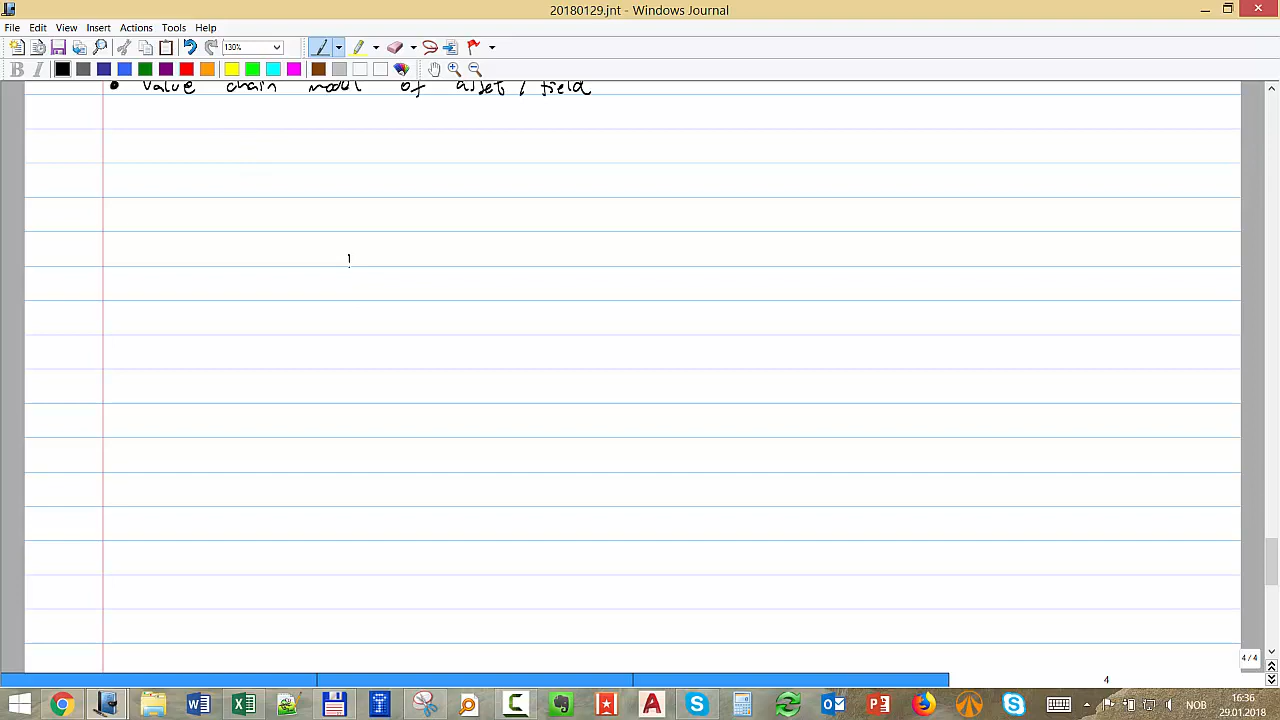 20180129.jnt - Windows Journal
File Edit View Insert Actions Tools Help
130%
B I
• Value chain model of asset / field
4 / 4
4
16:36
NOB
29.01.2018